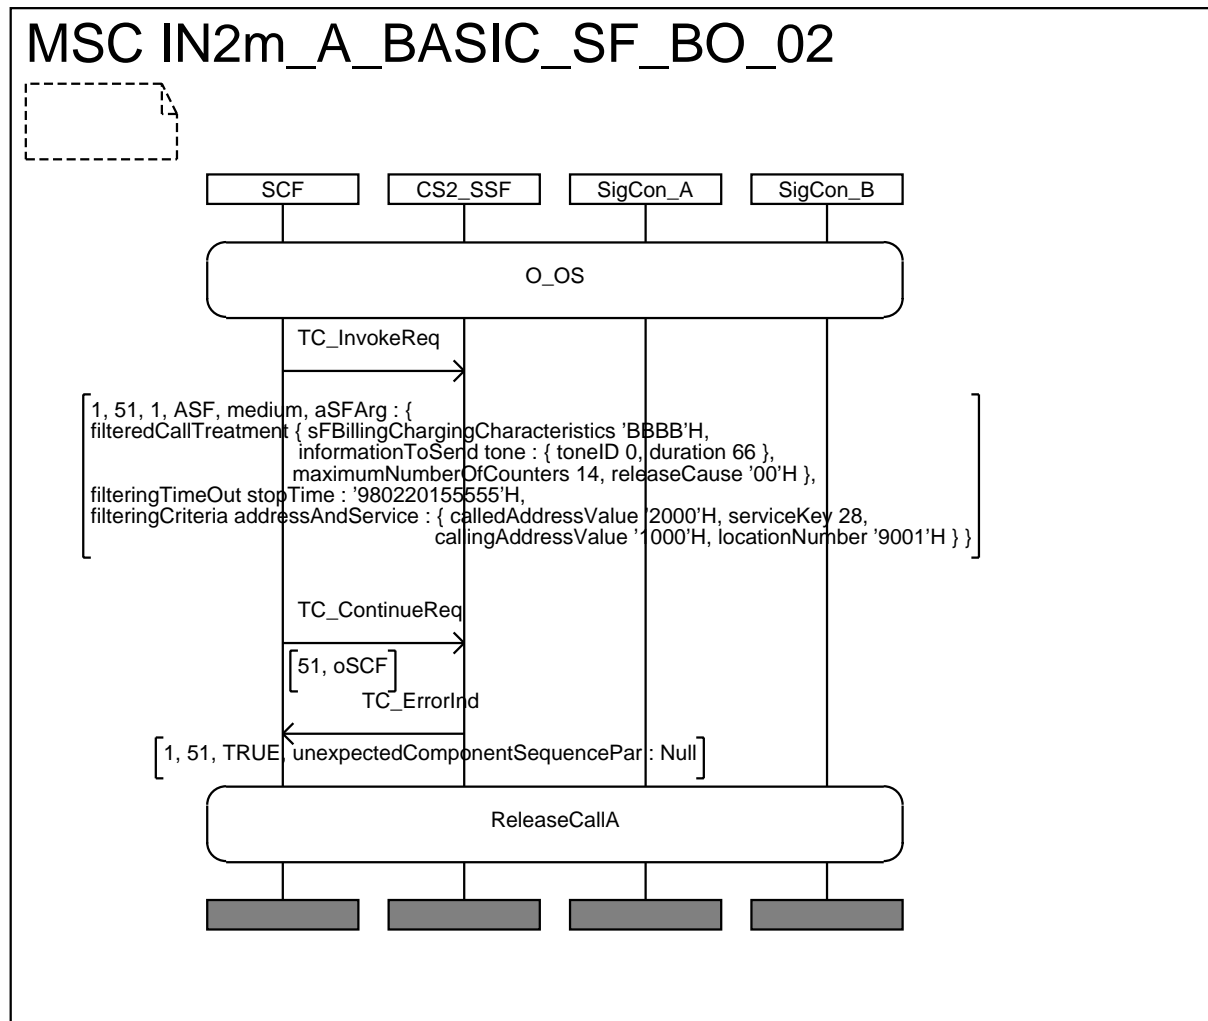 MSC IN2m_A_BASIC_SF_BO_02
SCF
CS2_SSF
SigCon_A
SigCon_B
O_OS
TC_InvokeReq
1, 51, 1, ASF, medium, aSFArg : {
filteredCallTreatment { sFBillingChargingCharacteristics 'BBBB'H,
informationToSend tone : { toneID 0, duration 66 },
maximumNumberOfCounters 14, releaseCause '00'H },
filteringTimeOut stopTime : '980220155555'H,
filteringCriteria addressAndService : { calledAddressValue '2000'H, serviceKey 28,
callingAddressValue '1000'H, locationNumber '9001'H } }
TC_ContinueReq
51, oSCF
TC_ErrorInd
1, 51, TRUE, unexpectedComponentSequencePar : Null
ReleaseCallA